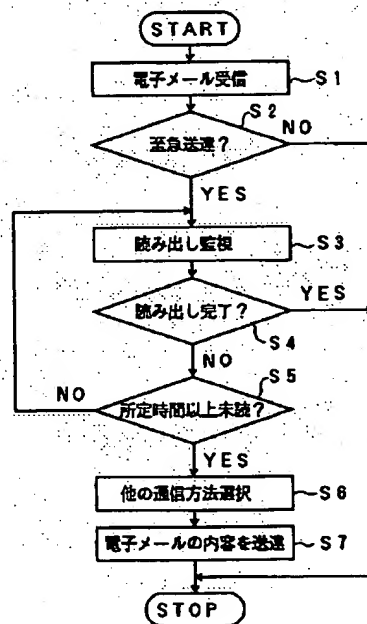 START
電子メール受信
S1
S2
至急送達？
NO
YES
読み出し監視
S3
読み出し完了？
YES
S4
NO
S5
NO
所定時間以上未読？
YES
他の通信方法選択
S6
電子メールの内容を送達
S7
STOP